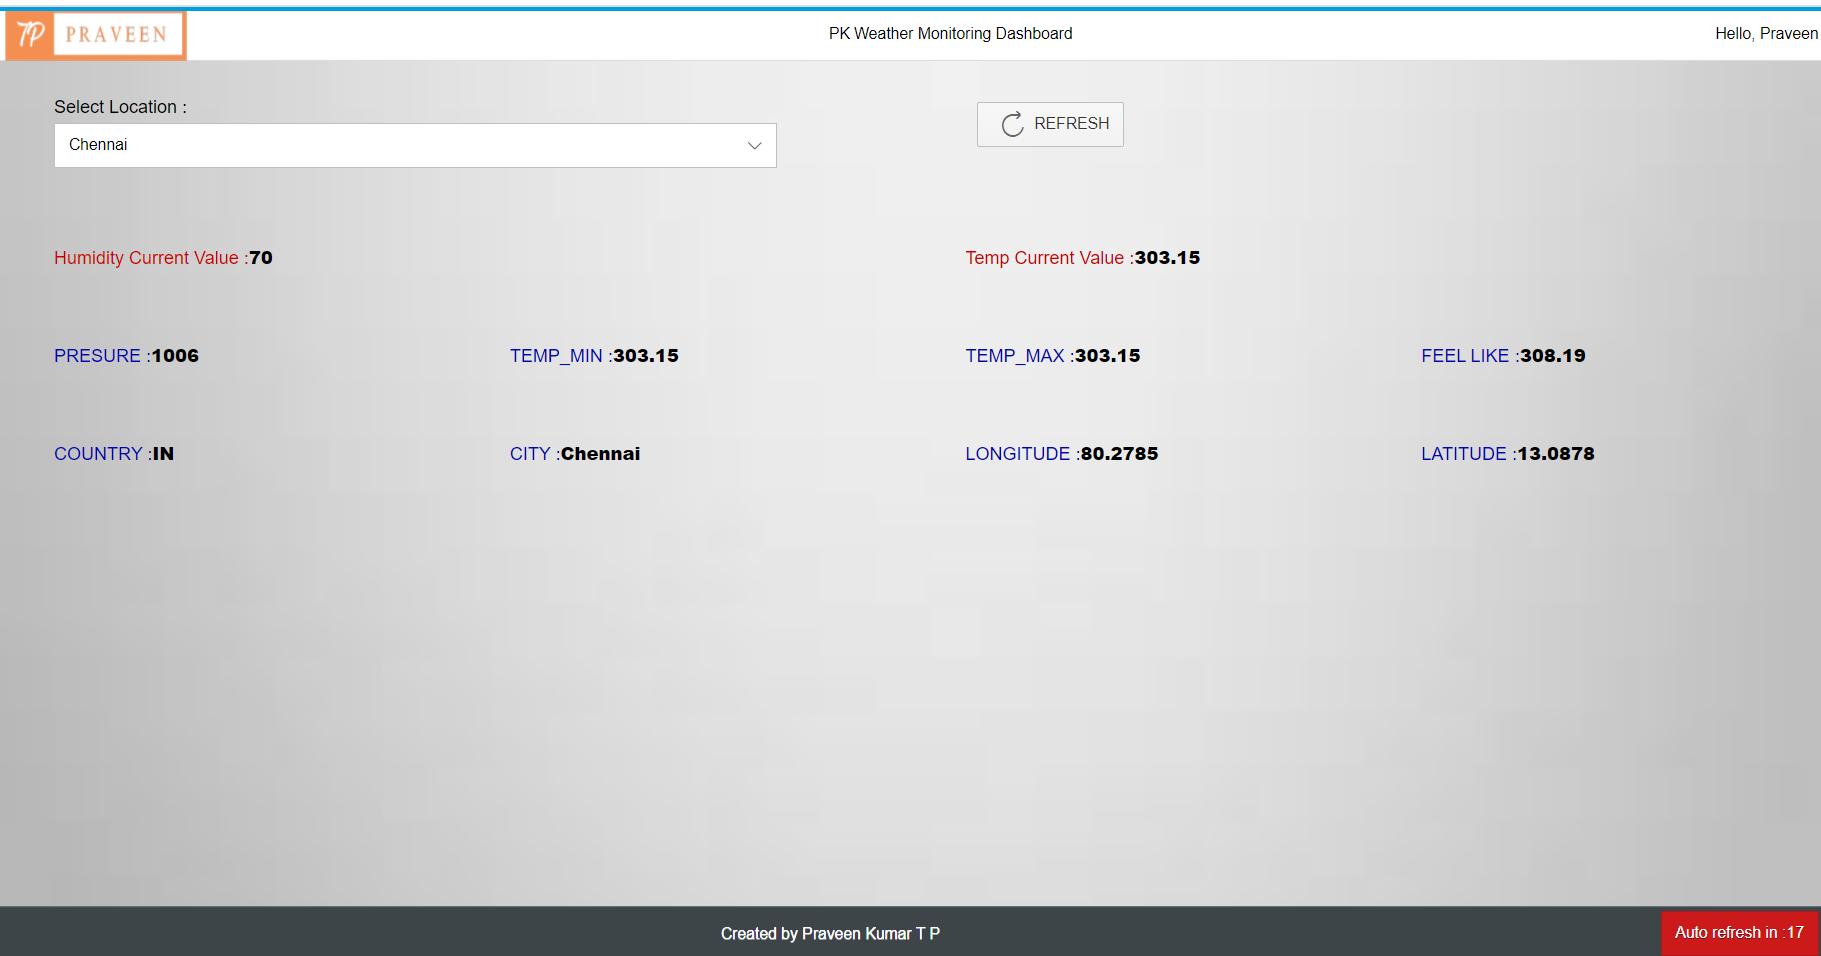 TP PRAVEEN
PK Weather Monitoring Dashboard
Hello, Praveen
Select Location :
Chennai
REFRESH
Humidity Current Value :70
Temp Current Value :303.15
PRESURE :1006
TEMP_MIN :303.15
TEMP_MAX :303.15
FEEL LIKE :308.19
COUNTRY :IN
CITY :Chennai
LONGITUDE :80.2785
LATITUDE :13.0878
Created by Praveen Kumar T P
Auto refresh in :17